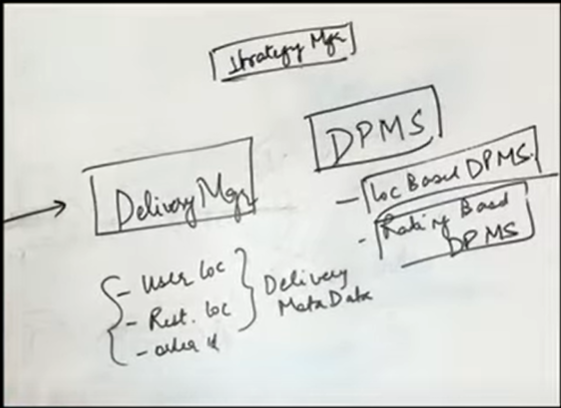 Strategy Mgr
DPMS
Delivery Mgr
- Loc Based DPMS.
- Rating Based
DPMS
- User Loc
- Rest. Loc
- order id
Delivery
MetaData